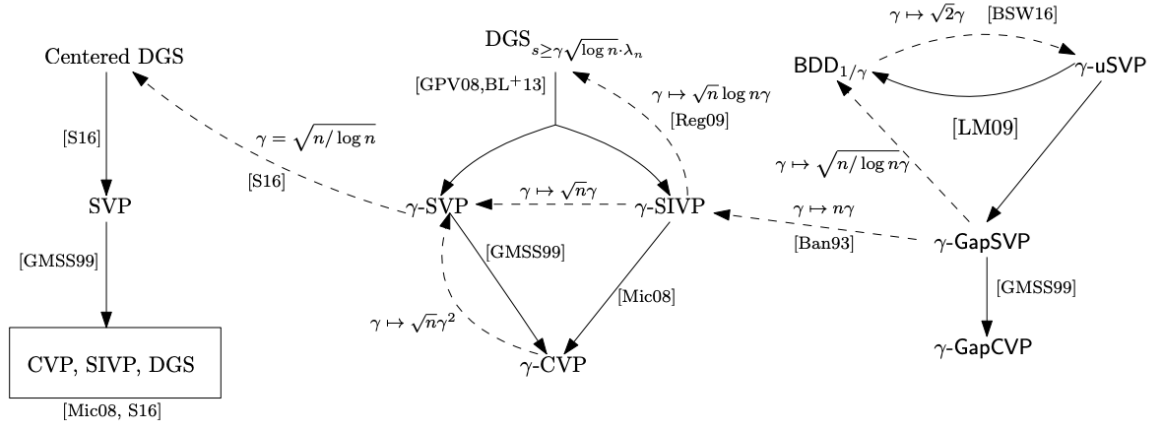 Centered DGS
[S16]
SVP
[GMSS99]
CVP, SIVP, DGS
[Mic08, S16]
γ = √n/ log n
[S16]
DGS_{s≥γ√log n·λ_n}
[GPV08,BL⁺13]
γ ↦ √n log nγ
[Reg09]
γ-SVP
γ ↦ √nγ
γ-SIVP
[GMSS99]
[Mic08]
γ ↦ √nγ²
γ-CVP
γ ↦ nγ
[Ban93]
γ ↦ √2γ
[BSW16]
BDD_{1/γ}
γ-uSVP
[LM09]
γ ↦ √n/ log nγ
γ-GapSVP
[GMSS99]
γ-GapCVP